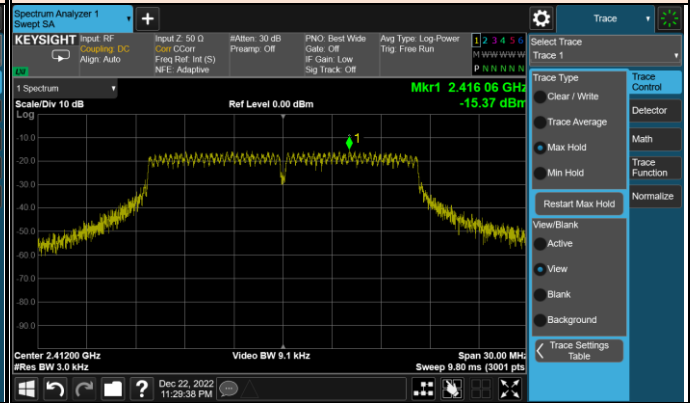 Spectrum Analyzer 1
Swept SA
Trace
KEYSIGHT
Input: RF
Coupling: DC
Align: Auto
Input Z: 50 Ω
Corr CCorr
Freq Ref: Int (S)
NFE: Adaptive
#Atten: 30 dB
Preamp: Off
PNO: Best Wide
Gate: Off
IF Gain: Low
Sig Track: Off
Avg Type: Log-Power
Trig: Free Run
1 2 3 4 5 6
M W W W W W
P N N N N N
LXI
Select Trace
Trace 1
1 Spectrum
Mkr1 2.416 06 GHz
-15.37 dBm
Scale/Div 10 dB
Ref Level 0.00 dBm
Log
-10.0
-20.0
-30.0
-40.0
-50.0
-60.0
-70.0
-80.0
-90.0
1
Center 2.41200 GHz
#Res BW 3.0 kHz
Video BW 9.1 kHz
Span 30.00 MHz
Sweep 9.80 ms (3001 pts)
Dec 22, 2022
11:29:38 PM
Trace Type
Clear / Write
Trace Average
Max Hold
Min Hold
Restart Max Hold
View/Blank
Active
View
Blank
Background
Trace Settings
Table
Trace
Control
Detector
Math
Trace
Function
Normalize